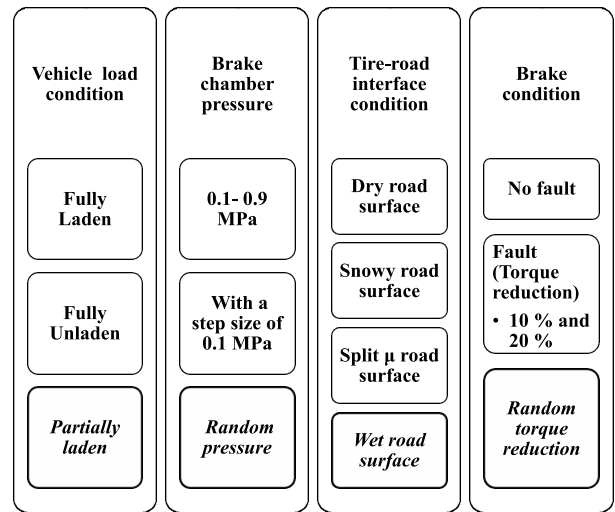 Vehicle load
condition
Fully
Laden
Fully
Unladen
Partially
laden
Brake
chamber
pressure
0.1- 0.9
MPa
With a
step size of
0.1 MPa
Random
pressure
Tire-road
interface
condition
Dry road
surface
Snowy road
surface
Split μ road
surface
Wet road
surface
Brake
condition
No fault
Fault
(Torque
reduction)
• 10 % and
20 %
Random
torque
reduction